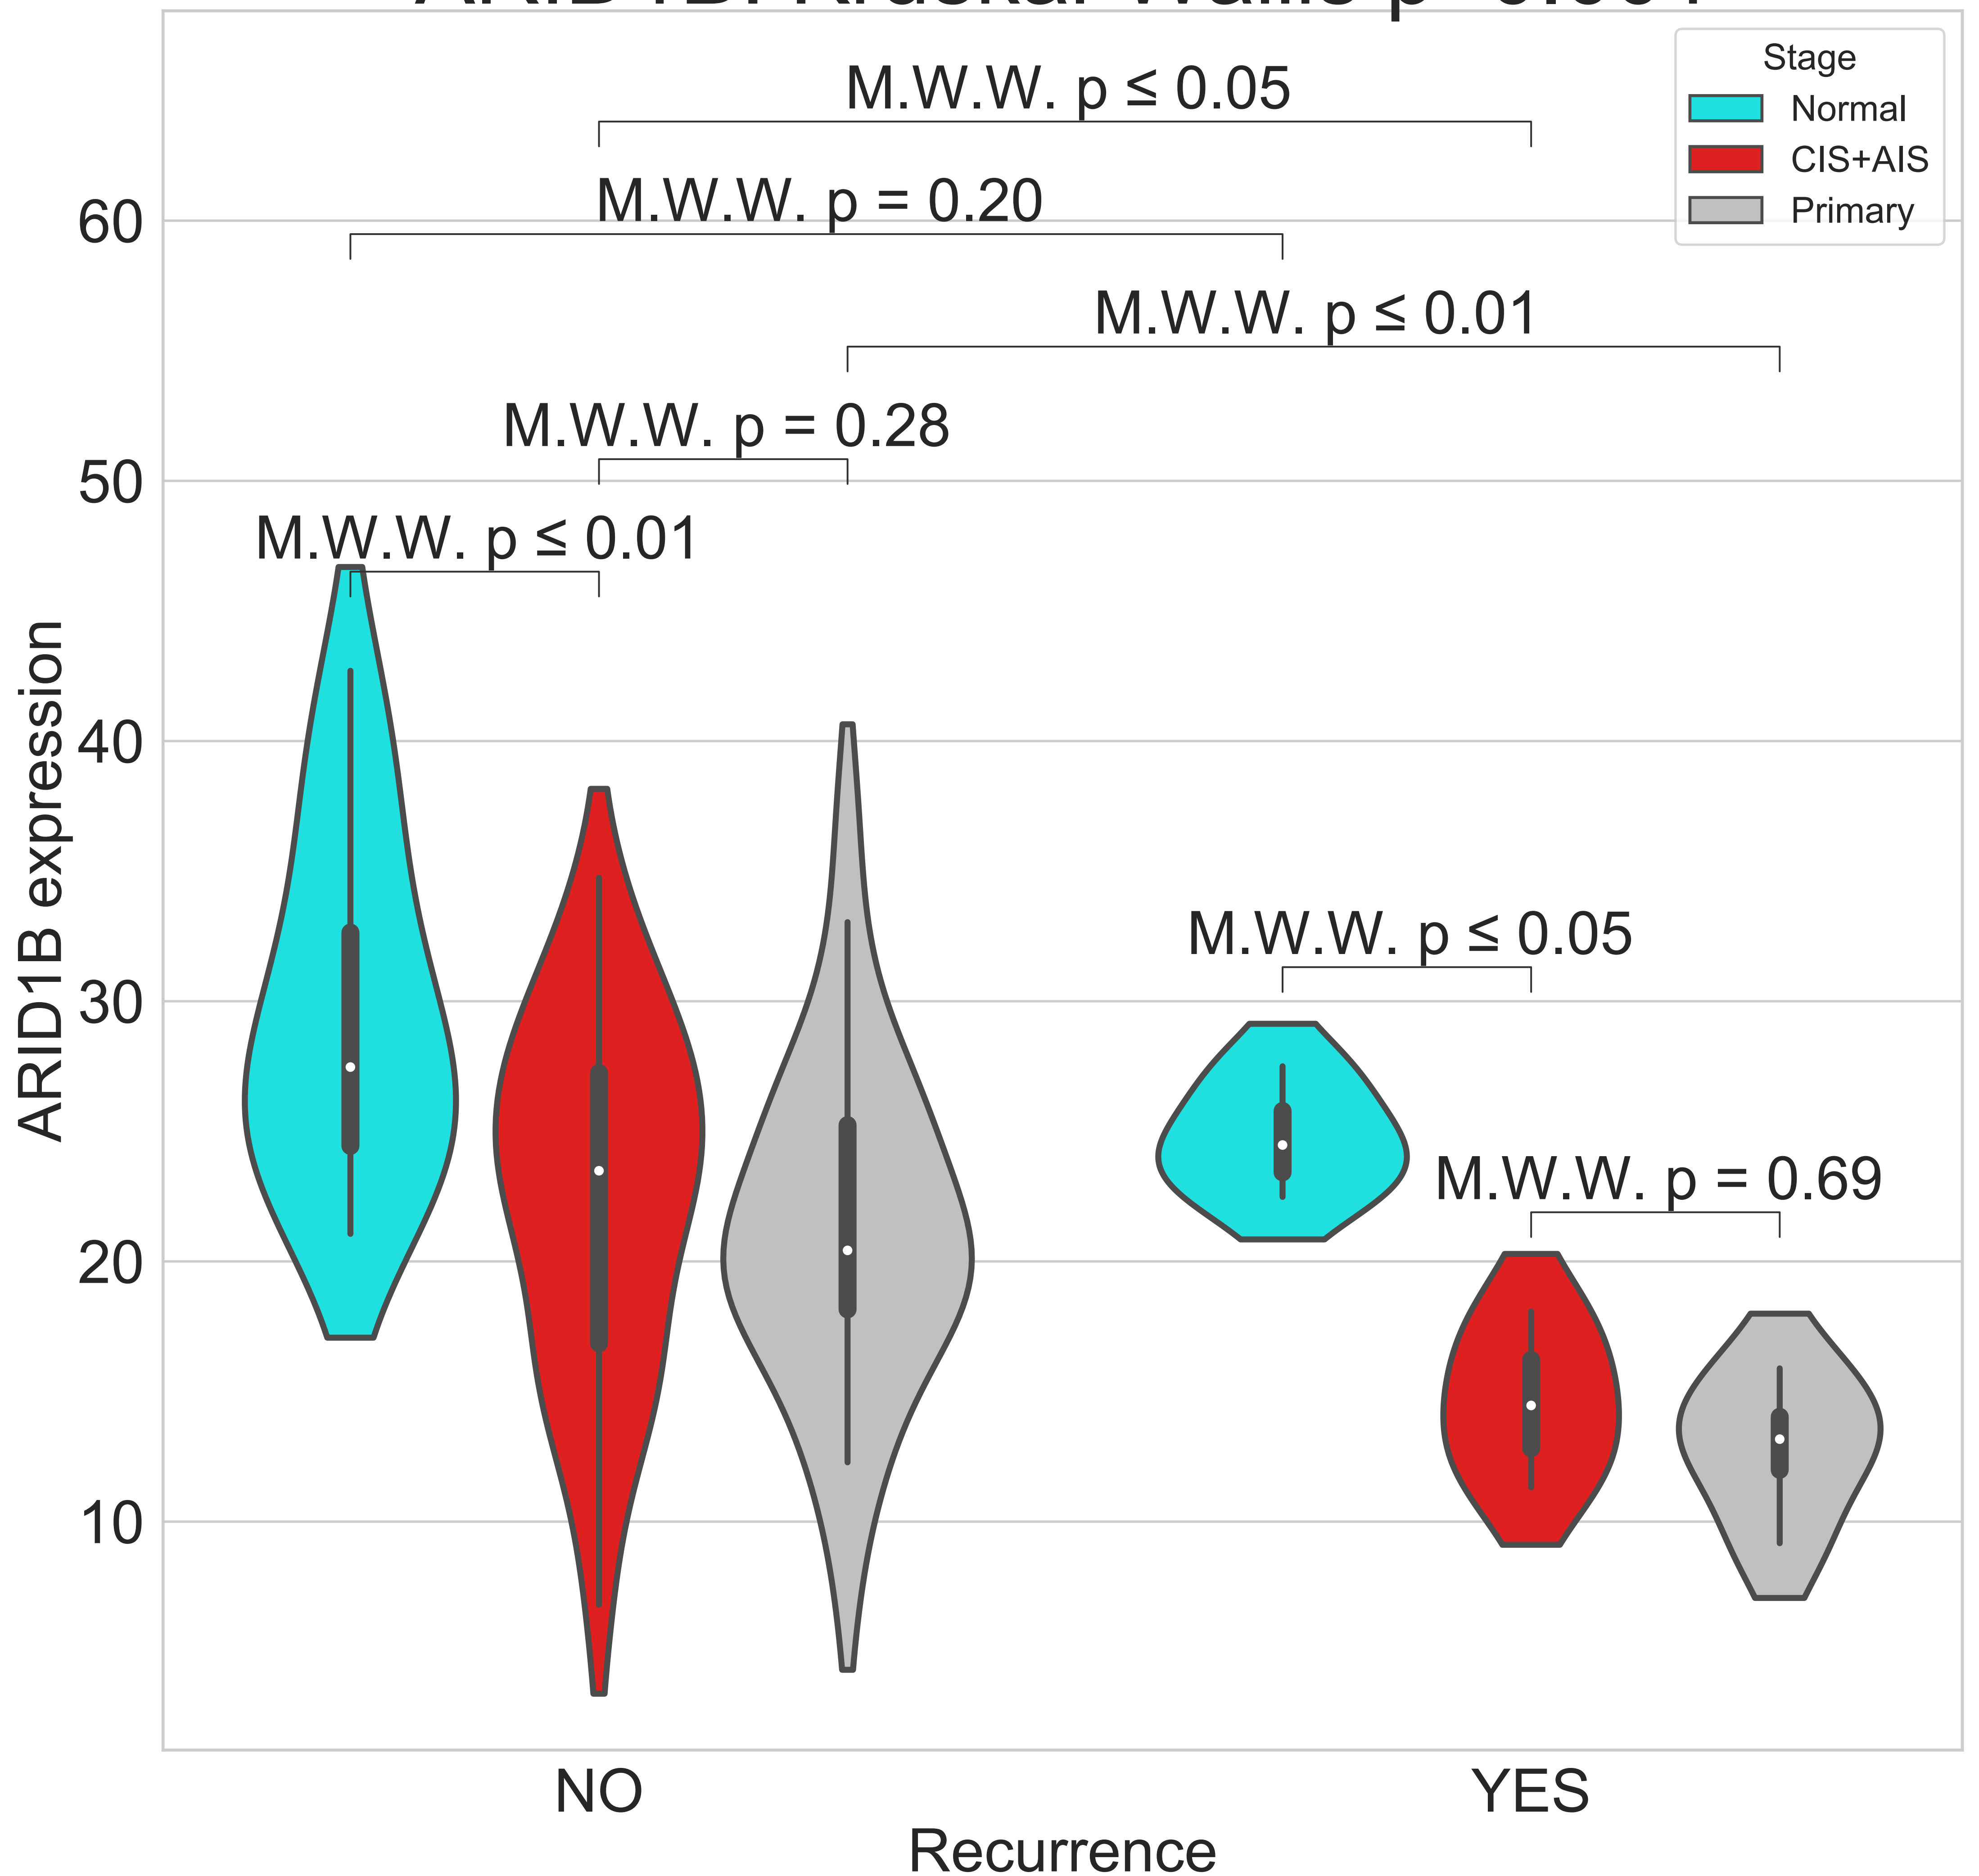 M.W.W. p ≤ 0.05
M.W.W. p = 0.20
M.W.W. p ≤ 0.01
M.W.W. p = 0.28
M.W.W. p ≤ 0.01
M.W.W. p ≤ 0.05
M.W.W. p = 0.69
Stage
Normal
CIS+AIS
Primary
60
50
40
30
20
10
ARID1B expression
NO
YES
Recurrence